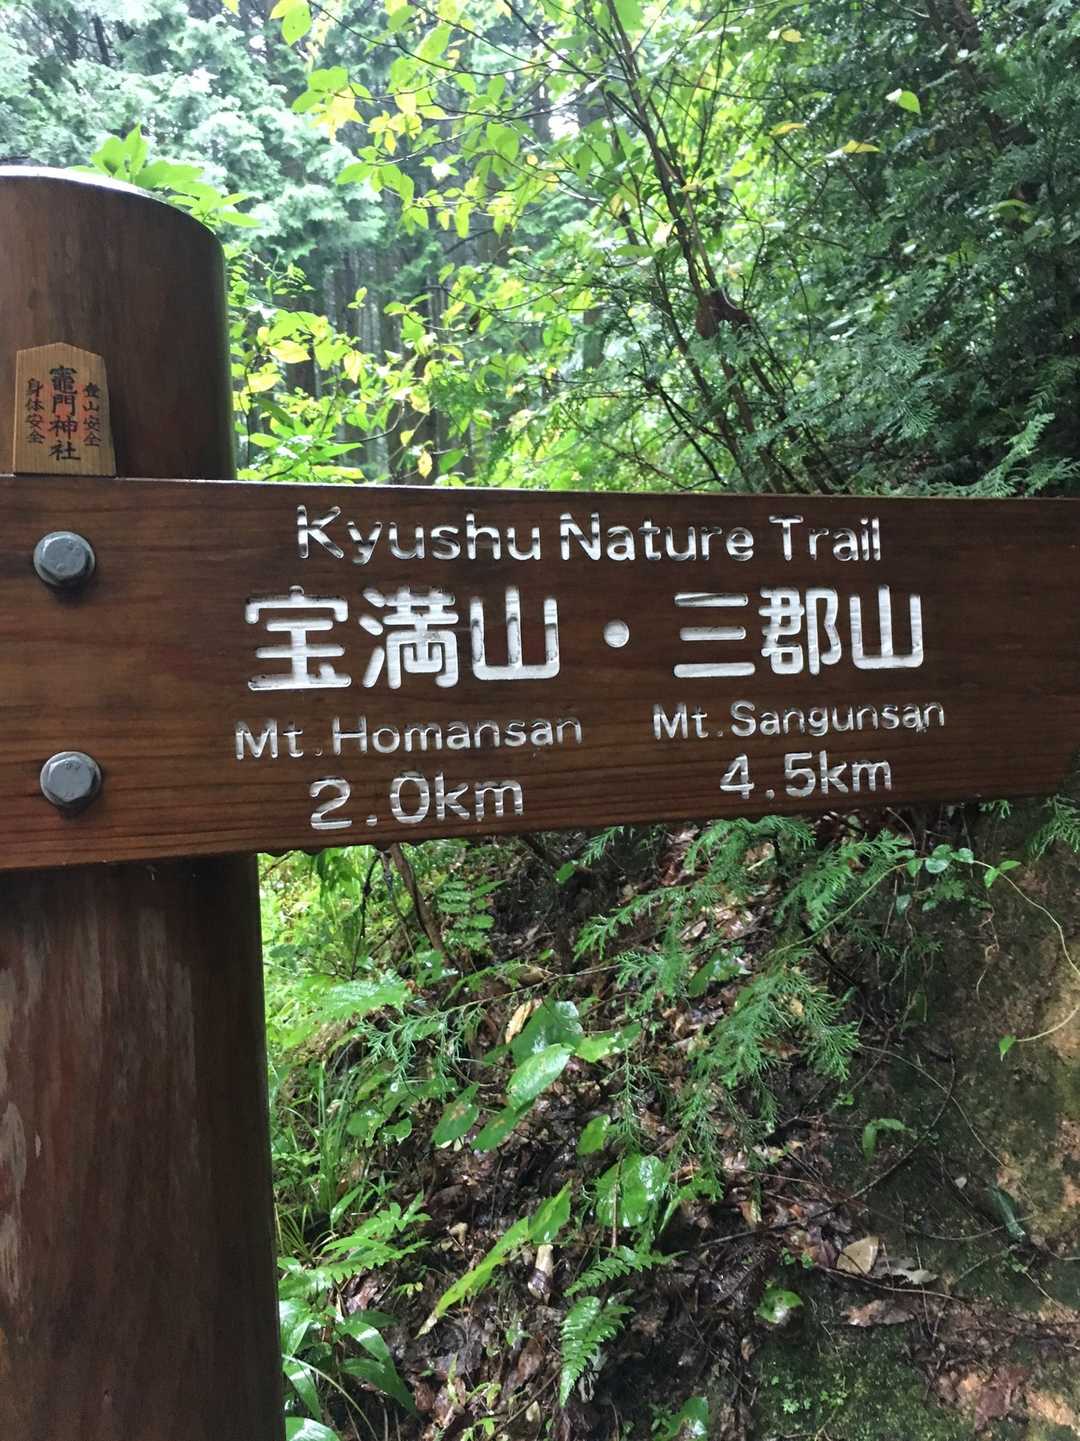 登山安全
竈門神社
身体安全
Kyushu Nature Trail
宝満山・三郡山
Mt. Homansan Mt. Sangunsan
2.0km 4.5km